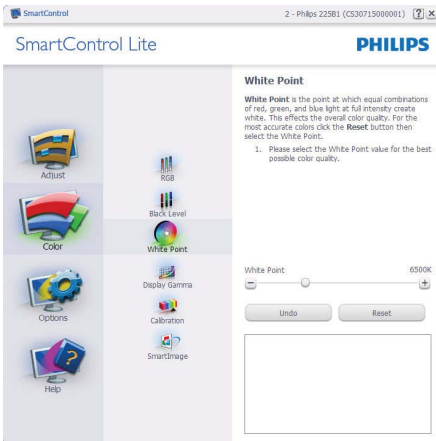 SmartControl
2 - Philips 225B1 (CS30715000001)
SmartControl Lite
PHILIPS
Adjust
Color
Options
Help
RGB
Black Level
White Point
Display Gamma
Calibration
SmartImage
White Point
White Point is the point at which equal combinations
of red, green, and blue light at full intensity create
white. This effects the overall color quality. For the
most accurate colors click the Reset button then
select the White Point.
1. Please select the White Point value for the best
possible color quality.
White Point 6500K
Undo Reset